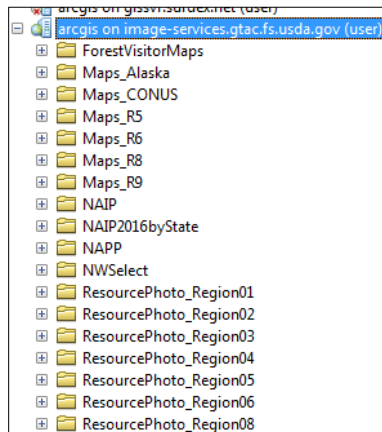 arcgis on gissvr.surdex.net (user)
arcgis on image-services.gtac.fs.usda.gov (user)
ForestVisitorMaps
Maps_Alaska
Maps_CONUS
Maps_R5
Maps_R6
Maps_R8
Maps_R9
NAIP
NAIP2016byState
NAPP
NWSelect
ResourcePhoto_Region01
ResourcePhoto_Region02
ResourcePhoto_Region03
ResourcePhoto_Region04
ResourcePhoto_Region05
ResourcePhoto_Region06
ResourcePhoto_Region08